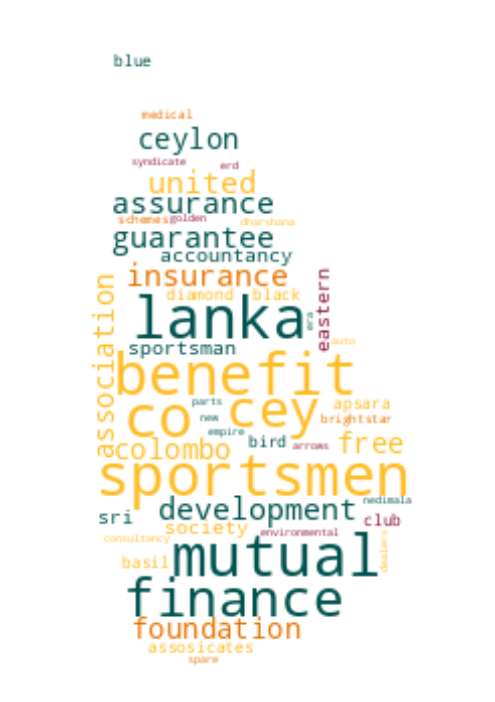 blue
medical
ceylon
syndicate erd
united
assurance
schemes golden dharshana
guarantee
accountancy
insurance
eastern
association
diamond black
lanka
era
auto
sportsman
benefit
parts
apsara
co
cey
new
brightstar
empire
bird
arrows
free
colombo
sportsmen
nedimala
development
sri
club
society
environmental
consultancy
dealers
mutual
basil
finance
foundation
assosicates
spare